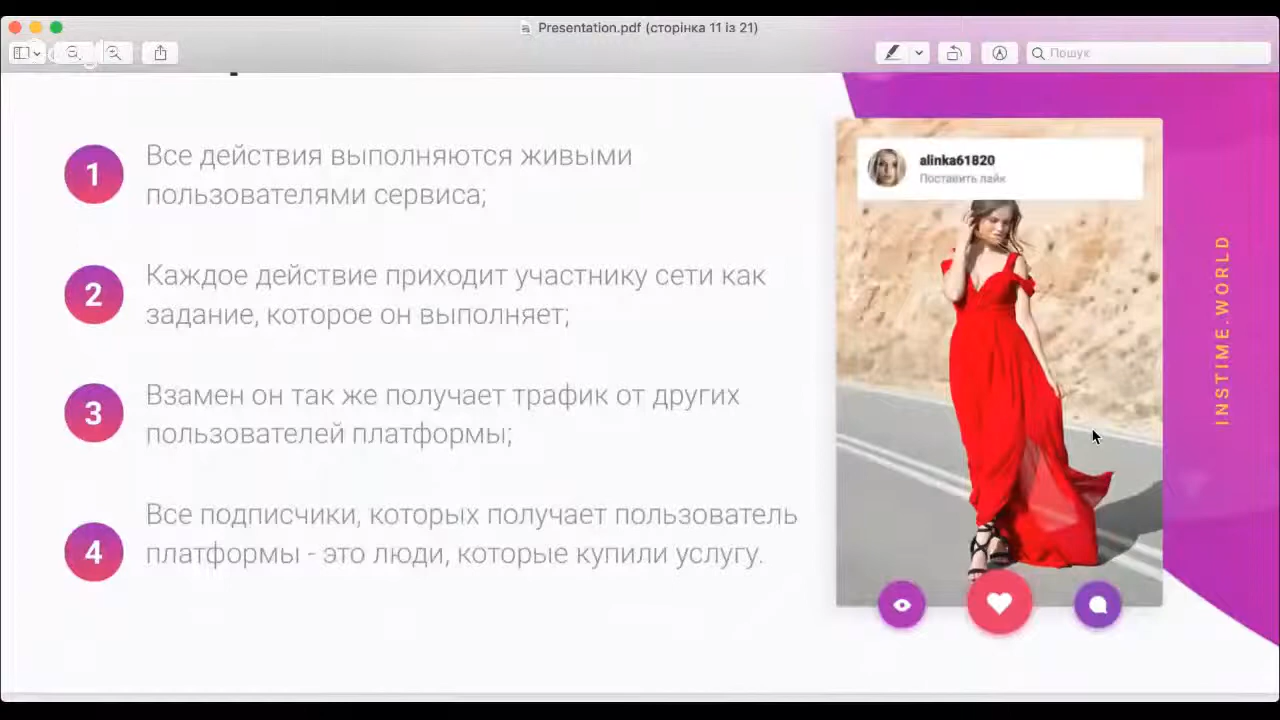 Presentation.pdf (сторінка 11 із 21)
Пошук
1
Все действия выполняются живыми
пользователями сервиса;
2
Каждое действие приходит участнику сети как
задание, которое он выполняет;
3
Взамен он так же получает трафик от других
пользователей платформы;
4
Все подписчики, которых получает пользователь
платформы - это люди, которые купили услугу.
alinka61820
Поставить лайк
INSTIME.WORLD